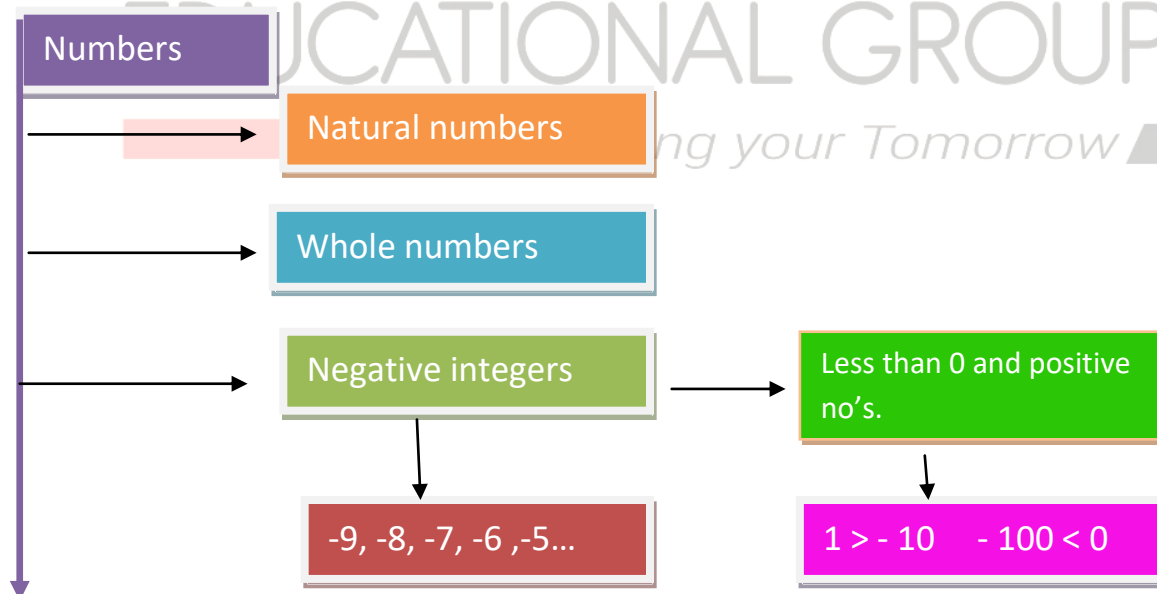 EDUCATIONAL GROUP
Numbers
Natural numbers
ng your Tomorrow
Whole numbers
Negative integers
Less than 0 and positive
no's.
-9, -8, -7, -6 ,-5...
1 > - 10 - 100 < 0